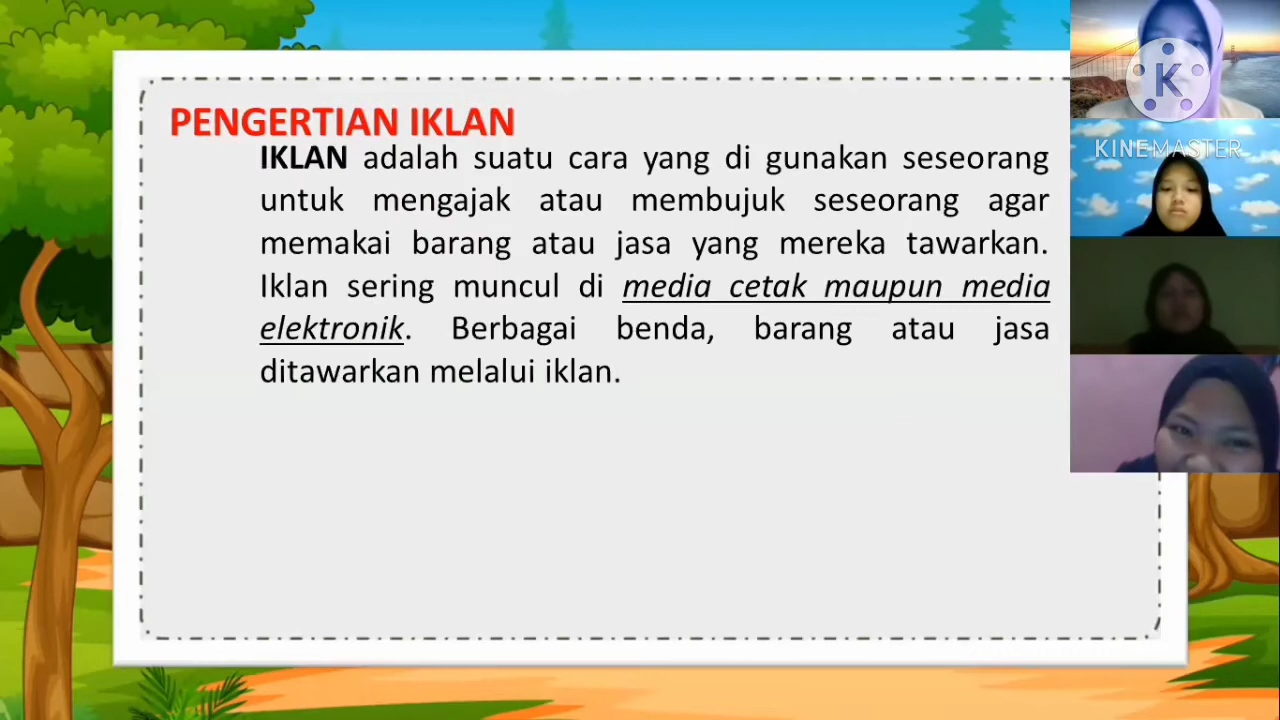 PENGERTIAN IKLAN
IKLAN adalah suatu cara yang di gunakan seseorang
untuk mengajak atau membujuk seseorang agar
memakai barang atau jasa yang mereka tawarkan.
Iklan sering muncul di media cetak maupun media
elektronik. Berbagai benda, barang atau jasa
ditawarkan melalui iklan.
K
KINEMASTER